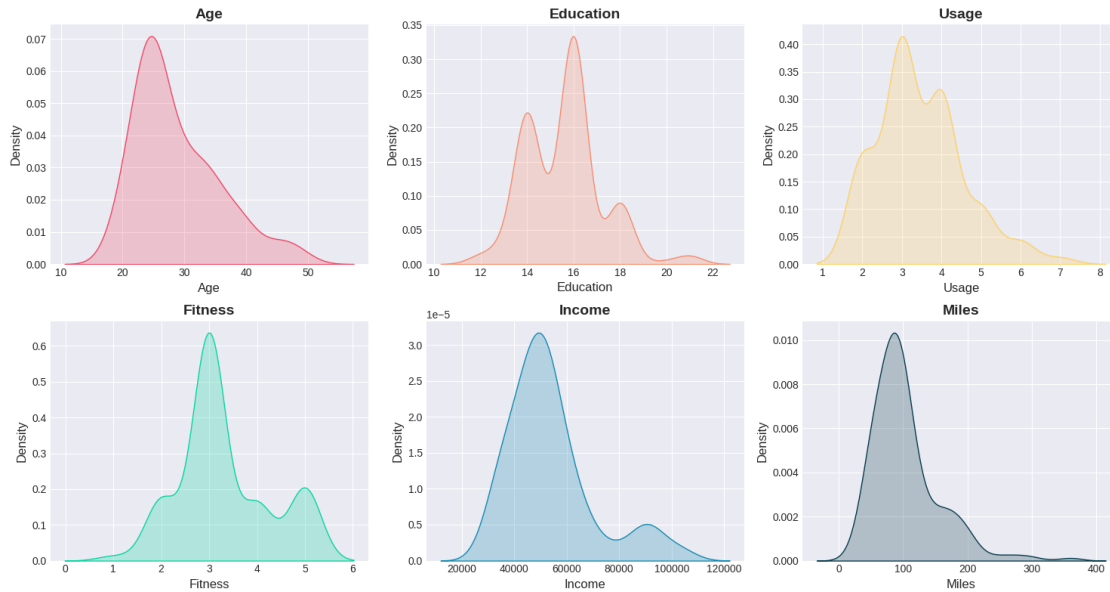 Age
Density
0.07
0.06
0.05
0.04
0.03
0.02
0.01
0.00
10 20 30 40 50
Age
Education
Density
0.35
0.30
0.25
0.20
0.15
0.10
0.05
0.00
10 12 14 16 18 20 22
Education
Usage
Density
0.40
0.35
0.30
0.25
0.20
0.15
0.10
0.05
0.00
1 2 3 4 5 6 7 8
Usage
Fitness
Density
0.6
0.5
0.4
0.3
0.2
0.1
0.0
0 1 2 3 4 5 6
Fitness
Income
1e−5
Density
3.0
2.5
2.0
1.5
1.0
0.5
0.0
20000 40000 60000 80000 100000 120000
Income
Miles
Density
0.010
0.008
0.006
0.004
0.002
0.000
0 100 200 300 400
Miles